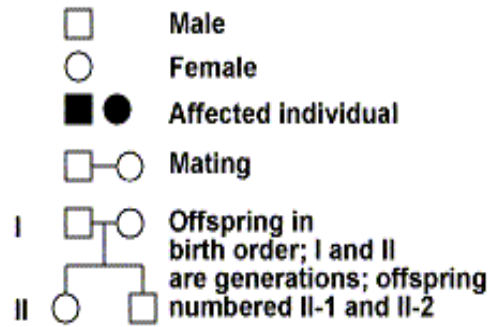 Male
Female
Affected individual
Mating
I Offspring in
birth order; I and II
are generations; offspring
II numbered II-1 and II-2